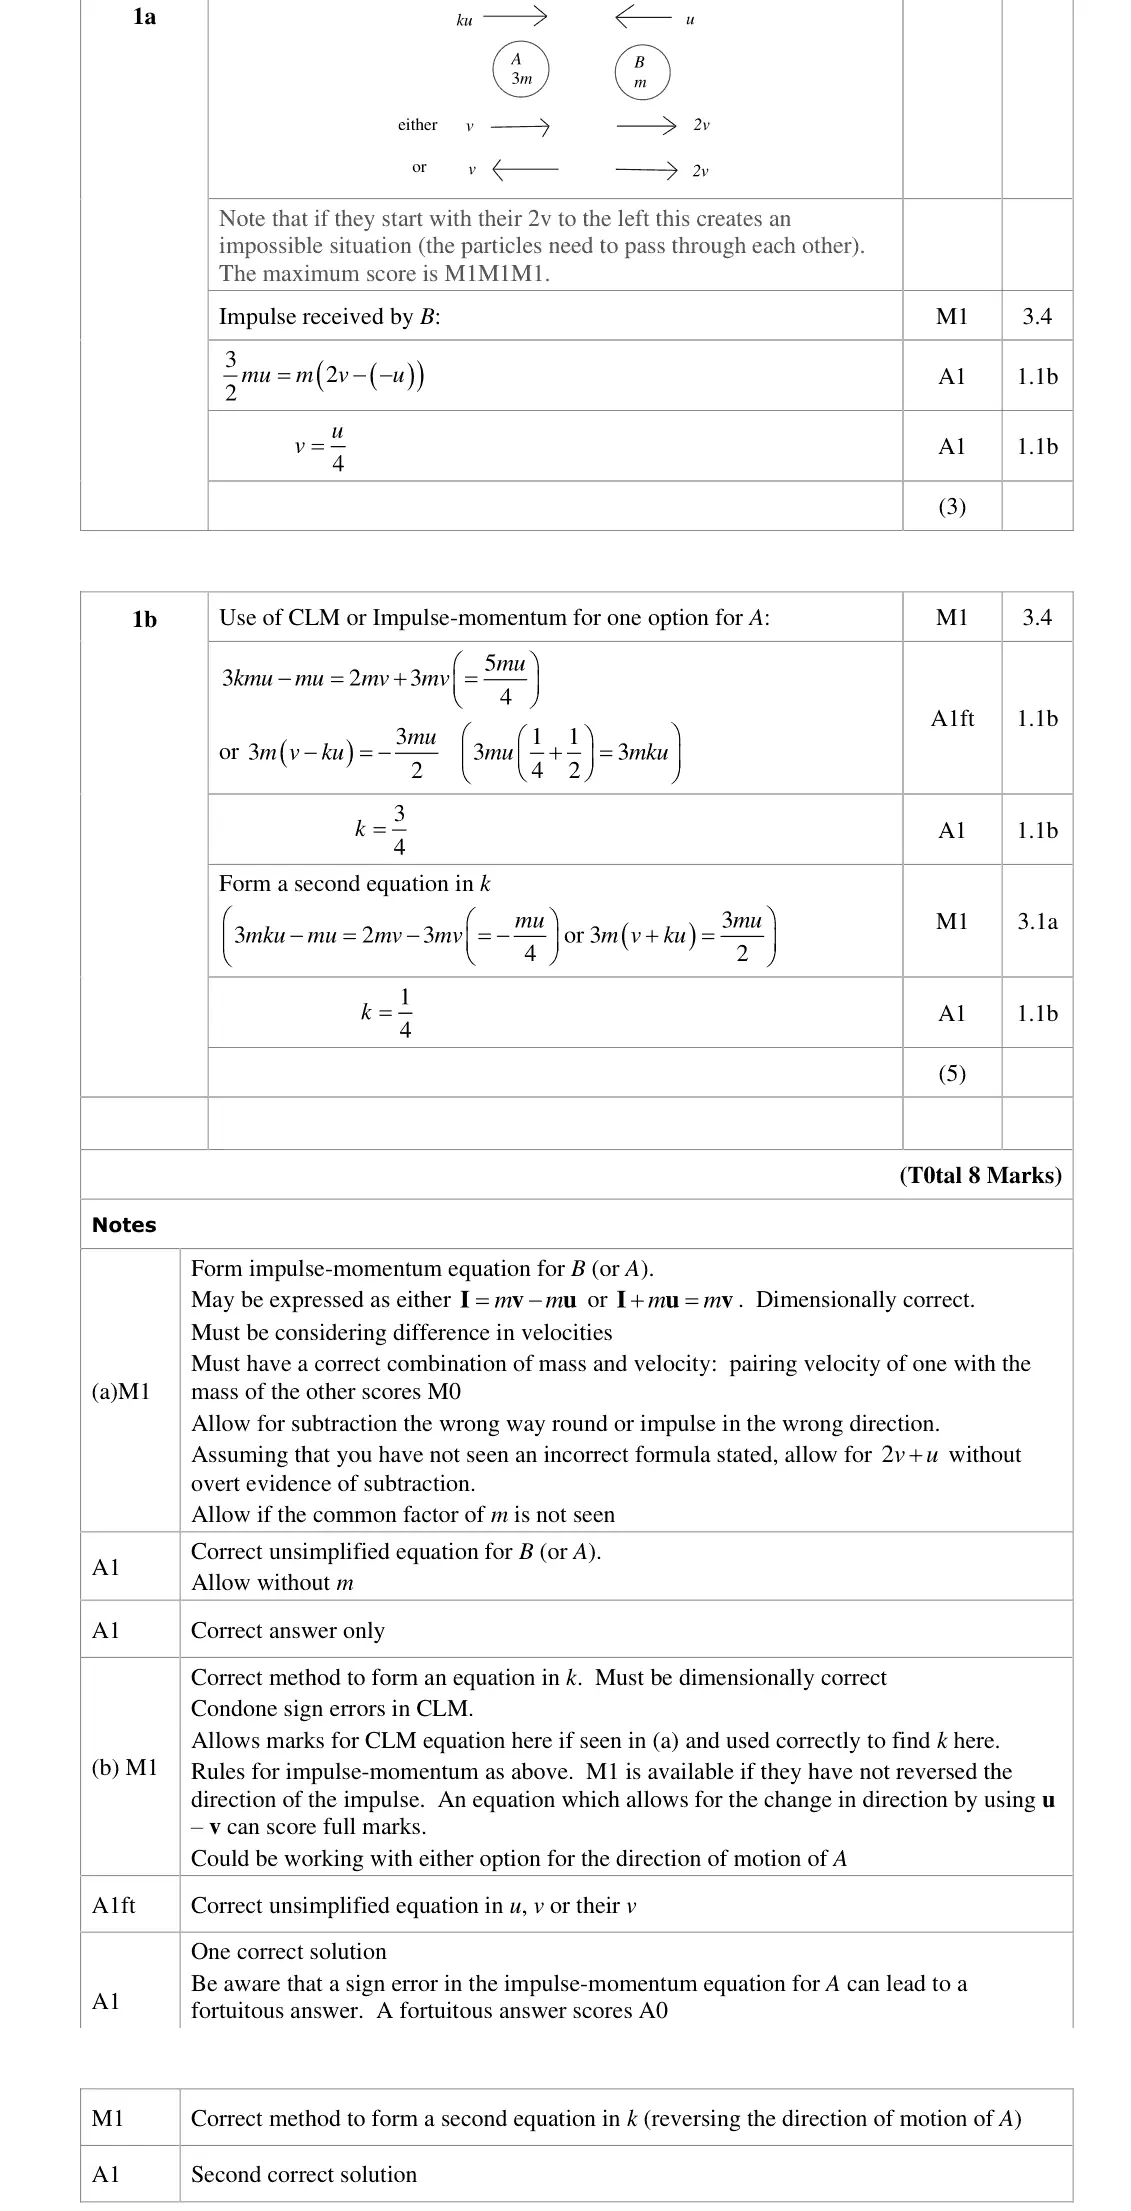 1a
ku u
A B
3m m
either v 2v
or v 2v
Note that if they start with their 2v to the left this creates an
impossible situation (the particles need to pass through each other).
The maximum score is M1M1M1.
Impulse received by B: M1 3.4
3/2 mu = m(2v − (−u)) A1 1.1b
v = u/4 A1 1.1b
(3)
1b Use of CLM or Impulse-momentum for one option for A: M1 3.4
3kmu − mu = 2mv + 3mv (= 5mu/4)
A1ft 1.1b
or 3m(v − ku) = − 3mu/2 (3mu(1/4 + 1/2) = 3mku)
k = 3/4 A1 1.1b
Form a second equation in k
(3mku − mu = 2mv − 3mv (= − mu/4) or 3m(v + ku) = 3mu/2) M1 3.1a
k = 1/4 A1 1.1b
(5)
(T0tal 8 Marks)
Notes
(a)M1
Form impulse-momentum equation for B (or A).
May be expressed as either I = mv − mu or I + mu = mv . Dimensionally correct.
Must be considering difference in velocities
Must have a correct combination of mass and velocity: pairing velocity of one with the
mass of the other scores M0
Allow for subtraction the wrong way round or impulse in the wrong direction.
Assuming that you have not seen an incorrect formula stated, allow for 2v + u without
overt evidence of subtraction.
Allow if the common factor of m is not seen
A1
Correct unsimplified equation for B (or A).
Allow without m
A1 Correct answer only
(b) M1
Correct method to form an equation in k. Must be dimensionally correct
Condone sign errors in CLM.
Allows marks for CLM equation here if seen in (a) and used correctly to find k here.
Rules for impulse-momentum as above. M1 is available if they have not reversed the
direction of the impulse. An equation which allows for the change in direction by using u
– v can score full marks.
Could be working with either option for the direction of motion of A
A1ft Correct unsimplified equation in u, v or their v
A1
One correct solution
Be aware that a sign error in the impulse-momentum equation for A can lead to a
fortuitous answer. A fortuitous answer scores A0
M1 Correct method to form a second equation in k (reversing the direction of motion of A)
A1 Second correct solution